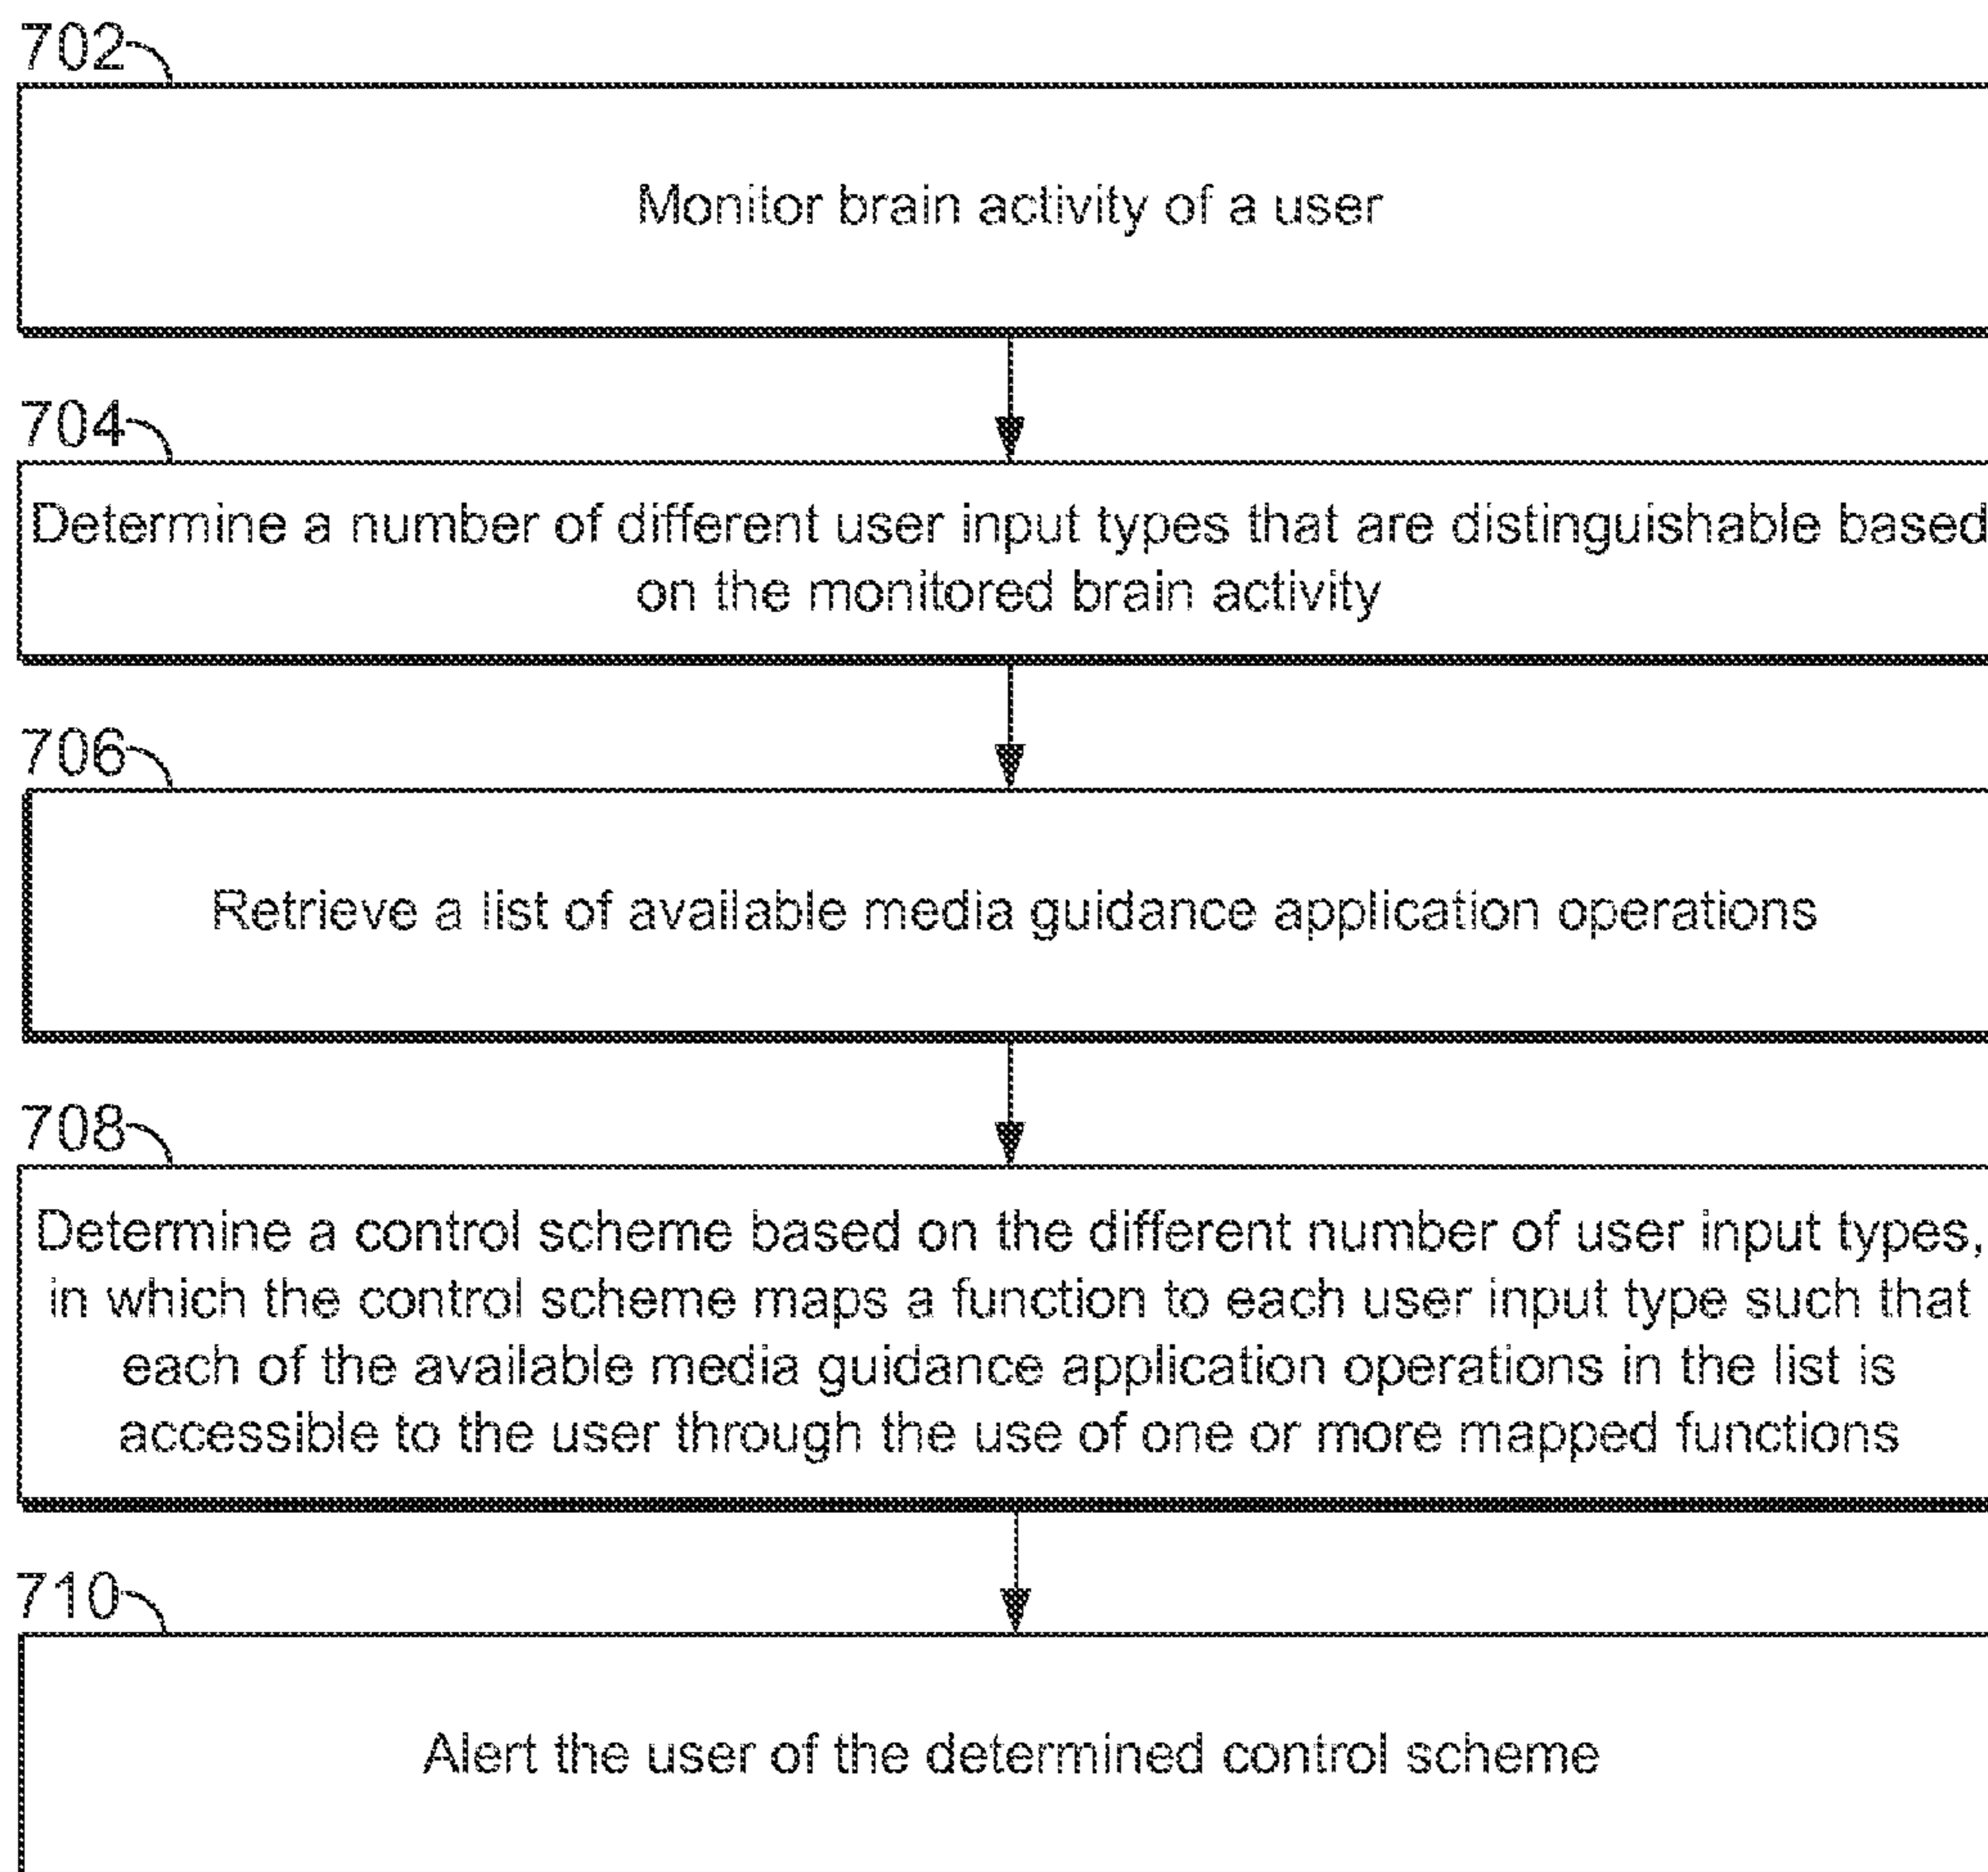 702
Monitor brain activity of a user
704
Determine a number of different user input types that are distinguishable based
on the monitored brain activity
706
Retrieve a list of available media guidance application operations
708
Determine a control scheme based on the different number of user input types,
in which the control scheme maps a function to each user input type such that
each of the available media guidance application operations in the list is
accessible to the user through the use of one or more mapped functions
710
Alert the user of the determined control scheme